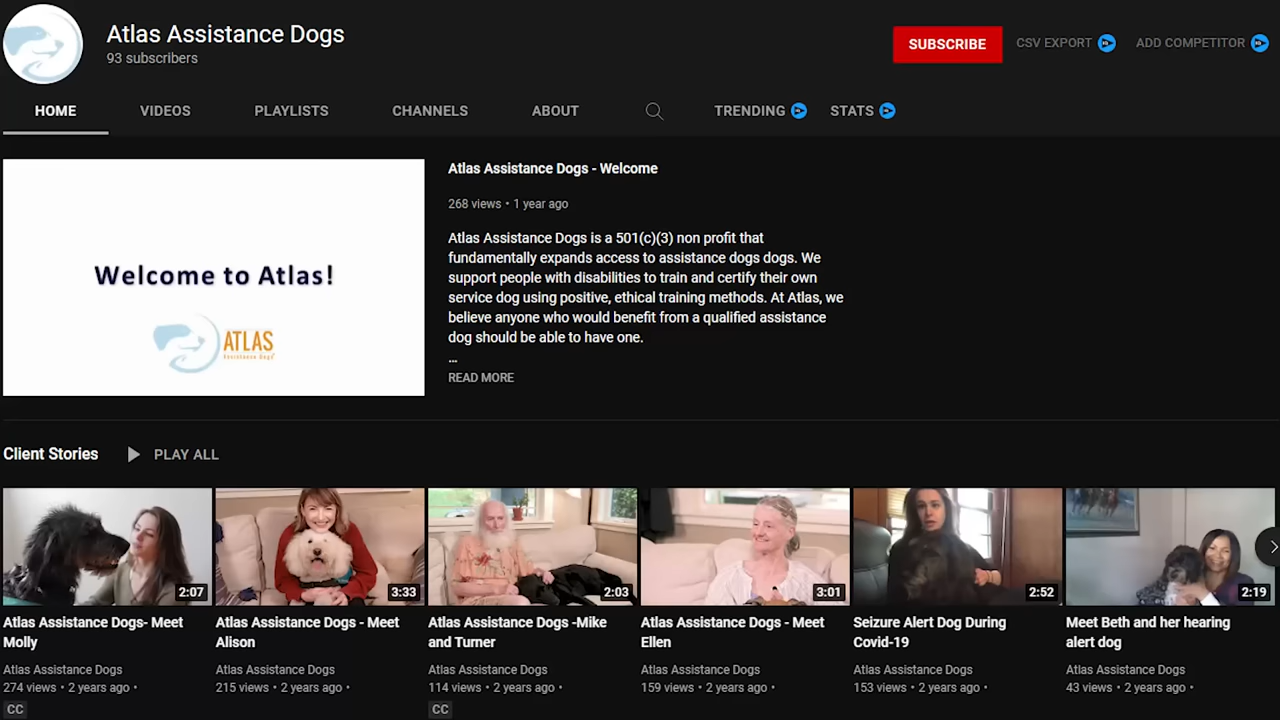 Atlas Assistance Dogs
93 subscribers
SUBSCRIBE
CSV EXPORT
ADD COMPETITOR
HOME
VIDEOS
PLAYLISTS
CHANNELS
ABOUT
TRENDING
STATS
Welcome to Atlas!
ATLAS
Assistance Dogs
Atlas Assistance Dogs - Welcome
268 views • 1 year ago
Atlas Assistance Dogs is a 501(c)(3) non profit that
fundamentally expands access to assistance dogs dogs. We
support people with disabilities to train and certify their own
service dog using positive, ethical training methods. At Atlas, we
believe anyone who would benefit from a qualified assistance
dog should be able to have one.
...
READ MORE
Client Stories
PLAY ALL
2:07
Atlas Assistance Dogs- Meet
Molly
Atlas Assistance Dogs
274 views • 2 years ago •
CC
3:33
Atlas Assistance Dogs - Meet
Alison
Atlas Assistance Dogs
215 views • 2 years ago •
2:03
Atlas Assistance Dogs -Mike
and Turner
Atlas Assistance Dogs
114 views • 2 years ago •
CC
3:01
Atlas Assistance Dogs - Meet
Ellen
Atlas Assistance Dogs
159 views • 2 years ago •
2:52
Seizure Alert Dog During
Covid-19
Atlas Assistance Dogs
153 views • 2 years ago •
2:19
Meet Beth and her hearing
alert dog
Atlas Assistance Dogs
43 views • 2 years ago •